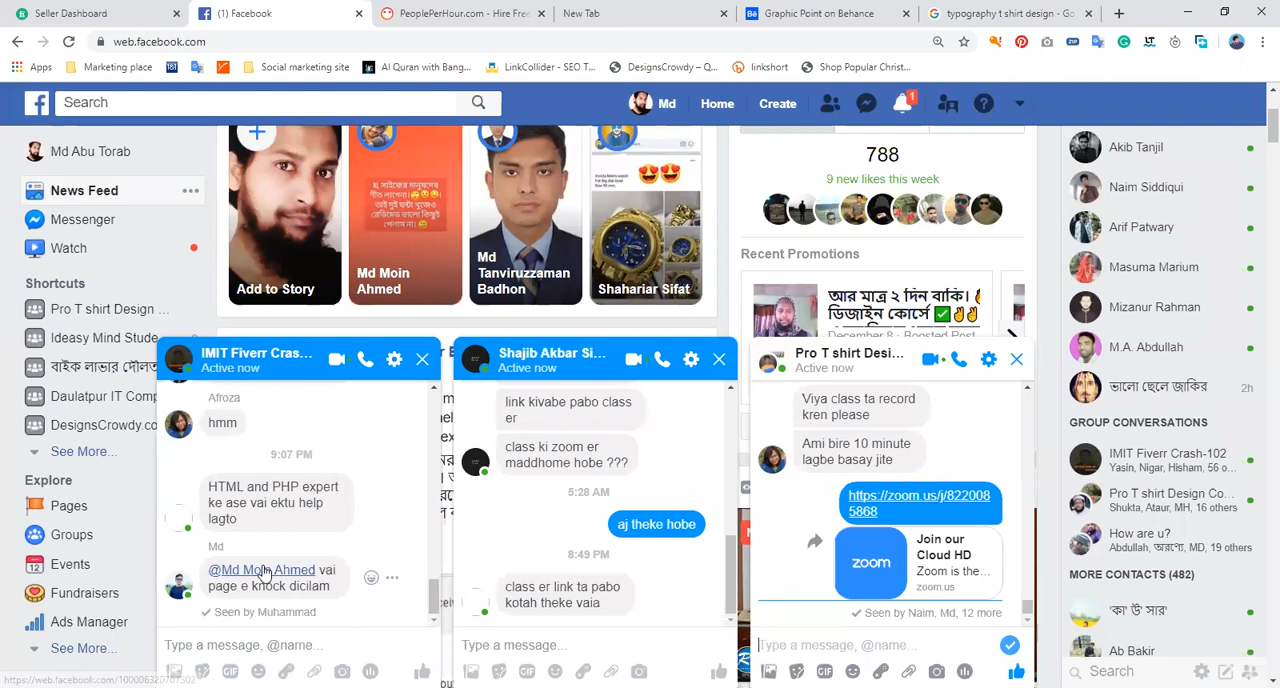 Seller Dashboard
(1) Facebook
PeoplePerHour.com - Hire Free
New Tab
Graphic Point on Behance
typography t shirt design - Go
web.facebook.com
Apps
Marketing place
Social marketing site
Al Quran with Bang...
LinkCollider - SEO T...
DesignsCrowdy – Q...
linkshort
Shop Popular Christ...
Search
Md
Home
Create
1
Md Abu Torab
News Feed
Messenger
Watch
Shortcuts
Pro T shirt Design ...
Ideasy Mind Stude...
বাইক লাভার দৌলত...
Daulatpur IT Comp...
DesignsCrowdy.co...
See More...
Explore
Pages
Groups
Events
Fundraisers
Ads Manager
See More...
https://web.facebook.com/100006320707502
Add to Story
Md Moin
Ahmed
Md
Tanviruzzaman
Badhon
Shahariar Sifat
788
9 new likes this week
Recent Promotions
আর মাত্র ২ দিন বাকি।
ডিজাইন কোর্সে
December 8 · Boosted Post
IMIT Fiverr Cras...
Active now
Afroza
hmm
9:07 PM
HTML and PHP expert
ke ase vai ektu help
lagto
Md
@Md Moin Ahmed vai
page e knock dicilam
Seen by Muhammad
Type a message, @name...
Shajib Akbar Si...
Active now
link kivabe pabo class
er
class ki zoom er
maddhome hobe ???
5:28 AM
aj theke hobe
8:49 PM
class er link ta pabo
kotah theke vaia
Type a message...
Pro T shirt Desi...
Active now
Viya class ta record
kren please
Ami bire 10 minute
lagbe basay jite
https://zoom.us/j/822008
5868
zoom
Join our
Cloud HD
Zoom is the...
zoom.us
Seen by Naim, Md, 12 more
Type a message, @name...
Akib Tanjil
Naim Siddiqui
Arif Patwary
Masuma Marium
Mizanur Rahman
M.A. Abdullah
ভালো ছেলে জাকির
2h
GROUP CONVERSATIONS
IMIT Fiverr Crash-102
Yasin, Nigar, Hisham, 56 o...
Pro T shirt Design Co...
Shukta, Ataur, MH, 16 others
How are u?
Abdullah, অরণ্যে, MD, 19 others
MORE CONTACTS (482)
'কা' উ' সার'
Ab Bakir
Search